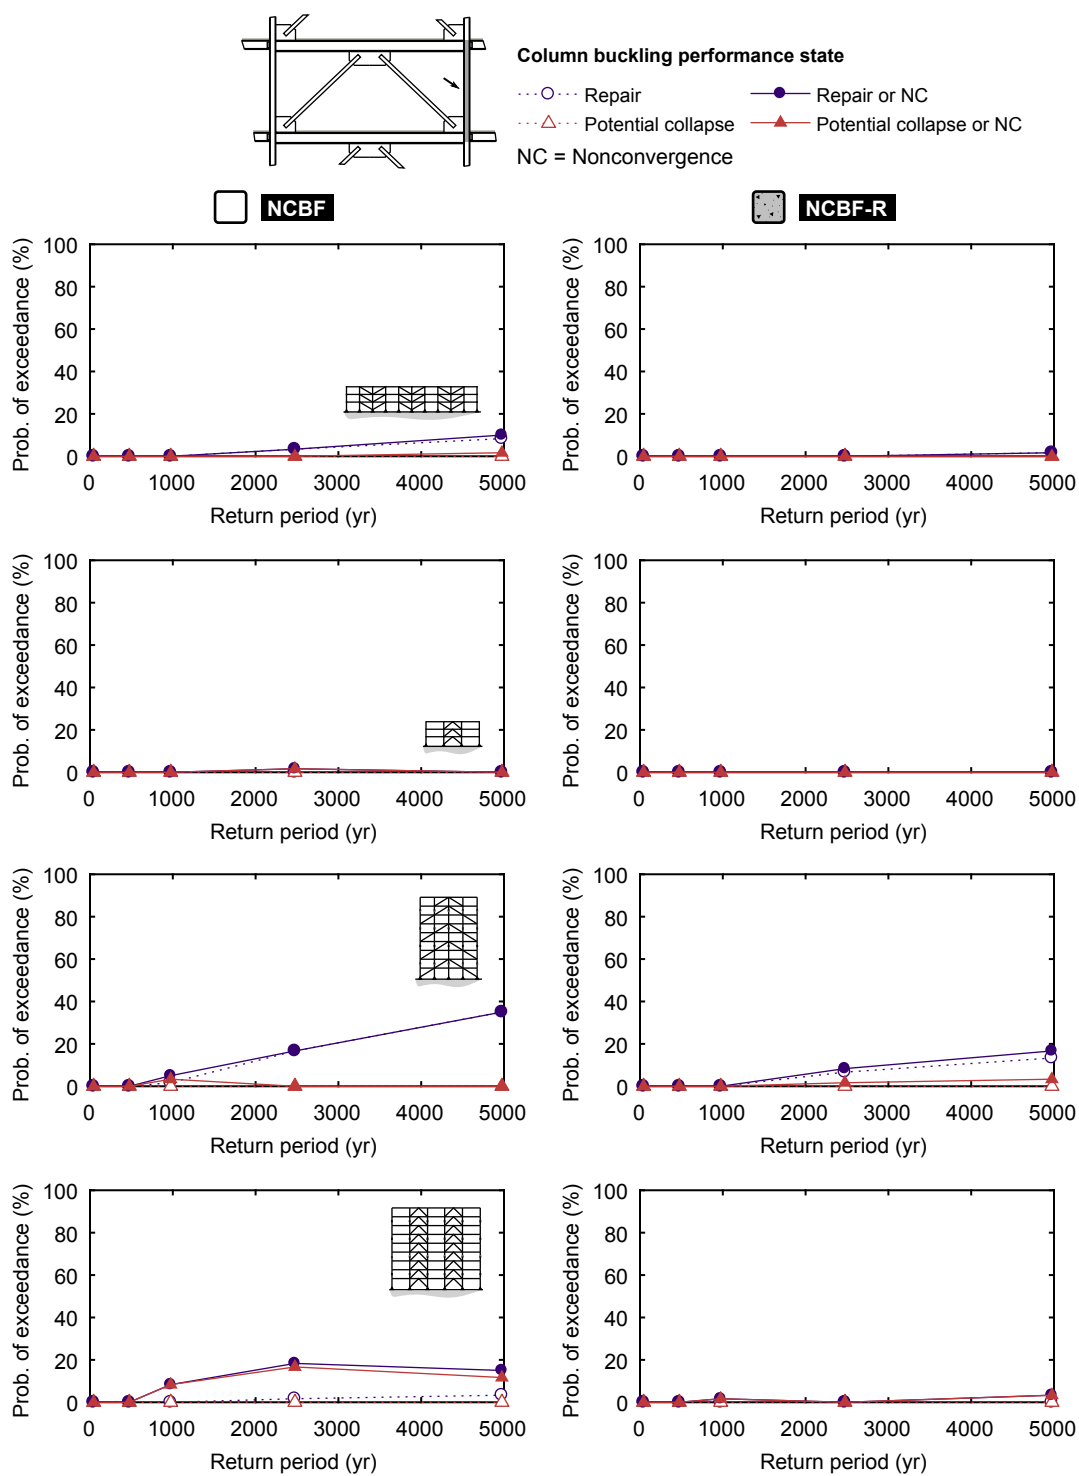 Column buckling performance state
Repair
Repair or NC
Potential collapse
Potential collapse or NC
NC = Nonconvergence
NCBF
NCBF-R
Prob. of exceedance (%)
100
80
60
40
20
0
0 1000 2000 3000 4000 5000
Return period (yr)
Prob. of exceedance (%)
100
80
60
40
20
0
0 1000 2000 3000 4000 5000
Return period (yr)
Prob. of exceedance (%)
100
80
60
40
20
0
0 1000 2000 3000 4000 5000
Return period (yr)
Prob. of exceedance (%)
100
80
60
40
20
0
0 1000 2000 3000 4000 5000
Return period (yr)
Prob. of exceedance (%)
100
80
60
40
20
0
0 1000 2000 3000 4000 5000
Return period (yr)
Prob. of exceedance (%)
100
80
60
40
20
0
0 1000 2000 3000 4000 5000
Return period (yr)
Prob. of exceedance (%)
100
80
60
40
20
0
0 1000 2000 3000 4000 5000
Return period (yr)
Prob. of exceedance (%)
100
80
60
40
20
0
0 1000 2000 3000 4000 5000
Return period (yr)